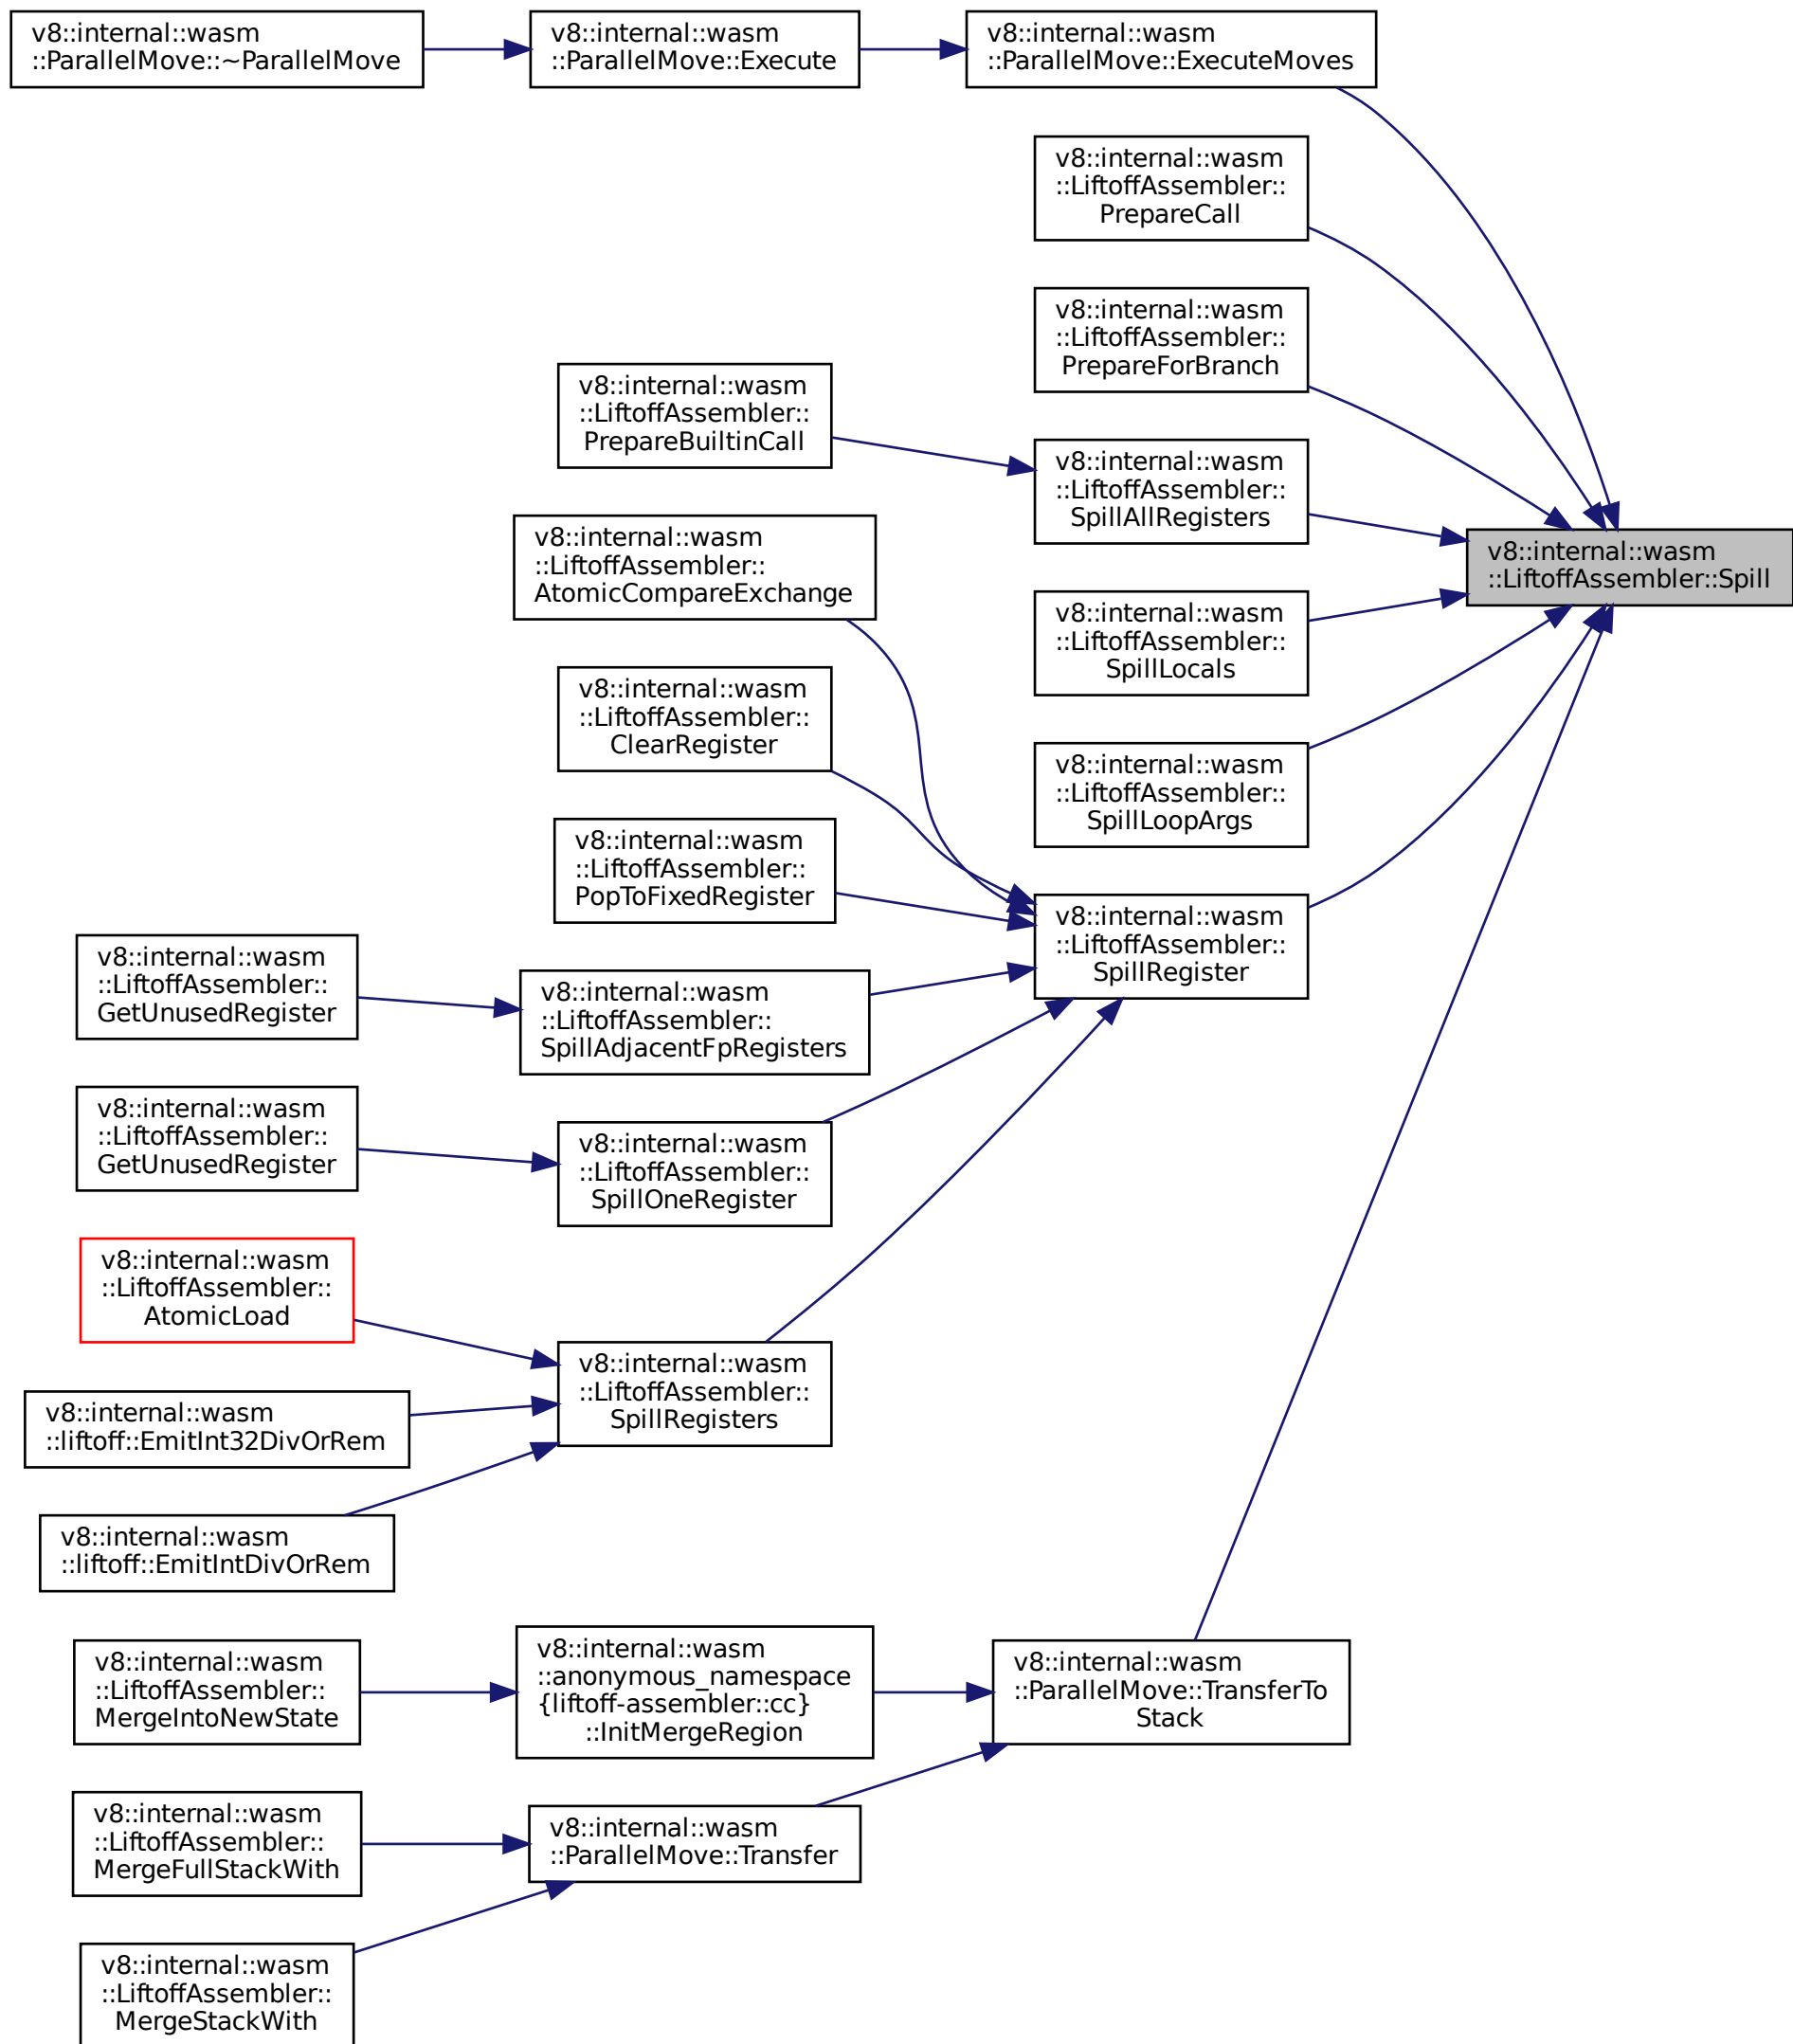 v8::internal::wasm
::ParallelMove::~ParallelMove
v8::internal::wasm
::ParallelMove::Execute
v8::internal::wasm
::ParallelMove::ExecuteMoves
v8::internal::wasm
::LiftoffAssembler::
PrepareCall
v8::internal::wasm
::LiftoffAssembler::
PrepareForBranch
v8::internal::wasm
::LiftoffAssembler::
PrepareBuiltinCall
v8::internal::wasm
::LiftoffAssembler::
SpillAllRegisters
v8::internal::wasm
::LiftoffAssembler::
AtomicCompareExchange
v8::internal::wasm
::LiftoffAssembler::Spill
v8::internal::wasm
::LiftoffAssembler::
SpillLocals
v8::internal::wasm
::LiftoffAssembler::
ClearRegister
v8::internal::wasm
::LiftoffAssembler::
SpillLoopArgs
v8::internal::wasm
::LiftoffAssembler::
PopToFixedRegister
v8::internal::wasm
::LiftoffAssembler::
SpillRegister
v8::internal::wasm
::LiftoffAssembler::
GetUnusedRegister
v8::internal::wasm
::LiftoffAssembler::
SpillAdjacentFpRegisters
v8::internal::wasm
::LiftoffAssembler::
GetUnusedRegister
v8::internal::wasm
::LiftoffAssembler::
SpillOneRegister
v8::internal::wasm
::LiftoffAssembler::
AtomicLoad
v8::internal::wasm
::LiftoffAssembler::
SpillRegisters
v8::internal::wasm
::liftoff::EmitInt32DivOrRem
v8::internal::wasm
::liftoff::EmitIntDivOrRem
v8::internal::wasm
::LiftoffAssembler::
MergeIntoNewState
v8::internal::wasm
::anonymous_namespace
{liftoff-assembler::cc}
::InitMergeRegion
v8::internal::wasm
::ParallelMove::TransferTo
Stack
v8::internal::wasm
::LiftoffAssembler::
MergeFullStackWith
v8::internal::wasm
::ParallelMove::Transfer
v8::internal::wasm
::LiftoffAssembler::
MergeStackWith